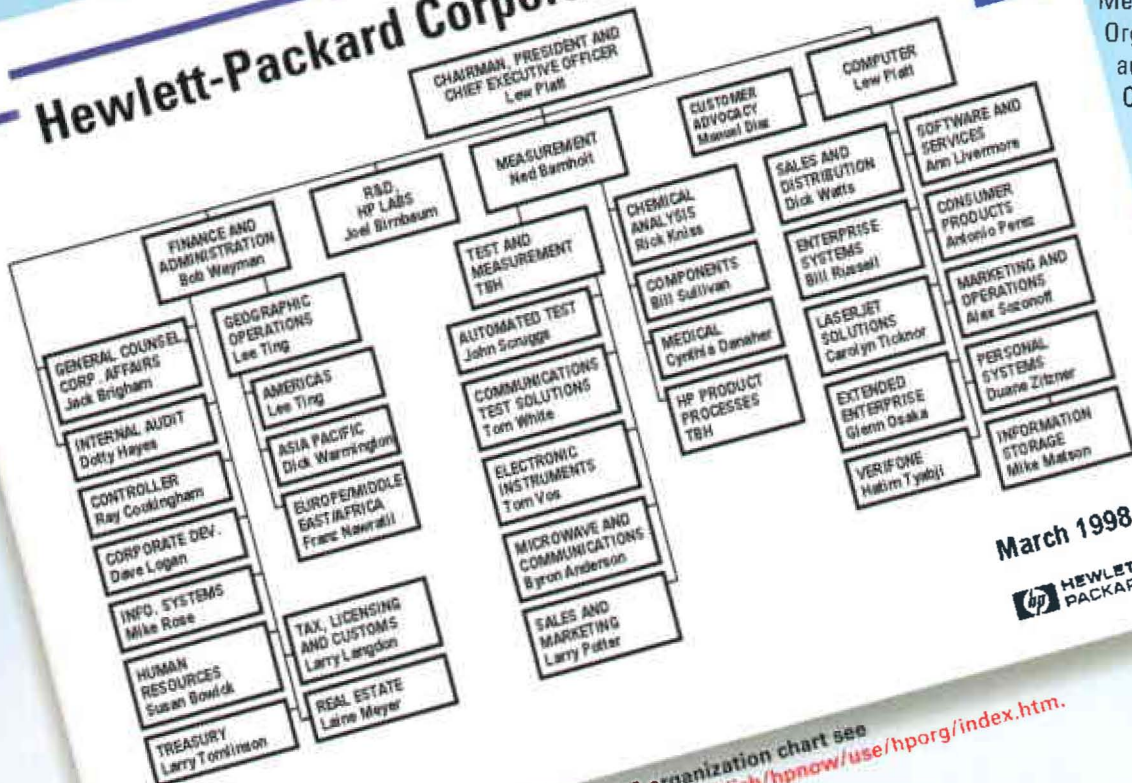 Hewlett-Packard
CHAIRMAN, PRESIDENT AND
CHIEF EXECUTIVE OFFICER
Lew Platt
COMPUTER
Lew Platt
CUSTOMER
ADVOCACY
Manuel Diaz
MEASUREMENT
Ned Barnholt
R&D,
HP LABS
Joel Birnbaum
FINANCE AND
ADMINISTRATION
Bob Wayman
GENERAL COUNSEL,
CORP. AFFAIRS
Jack Brigham
INTERNAL AUDIT
Dotty Hayes
CONTROLLER
Ray Cookingham
CORPORATE DEV.
Dave Logan
INFO. SYSTEMS
Mike Rose
HUMAN
RESOURCES
Susan Bowick
TREASURY
Larry Tomlinson
GEOGRAPHIC
OPERATIONS
Lee Ting
AMERICAS
Lee Ting
ASIA PACIFIC
Dick Warmington
EUROPE/MIDDLE
EAST/AFRICA
Franz Nawratil
TAX, LICENSING
AND CUSTOMS
Larry Langdon
REAL ESTATE
Laine Meyer
TEST AND
MEASUREMENT
TBH
AUTOMATED TEST
John Scruggs
COMMUNICATIONS
TEST SOLUTIONS
Tom White
ELECTRONIC
INSTRUMENTS
Tom Vos
MICROWAVE AND
COMMUNICATIONS
Byron Anderson
SALES AND
MARKETING
Larry Potter
CHEMICAL
ANALYSIS
Rick Kniss
COMPONENTS
Bill Sullivan
MEDICAL
Cynthia Danaher
HP PRODUCT
PROCESSES
TBH
SALES AND
DISTRIBUTION
Dick Watts
ENTERPRISE
SYSTEMS
Bill Russell
LASERJET
SOLUTIONS
Carolyn Ticknor
EXTENDED
ENTERPRISE
Glenn Osaka
VERIFONE
Hatim Tyabji
SOFTWARE AND
SERVICES
Ann Livermore
CONSUMER
PRODUCTS
Antonio Perez
MARKETING AND
OPERATIONS
Alex Sozonoff
PERSONAL
SYSTEMS
Duane Zitzner
INFORMATION
STORAGE
Mike Matson
March 1998
hp HEWLETT
organization chart see
/hpnow/use/hporg/index.htm.